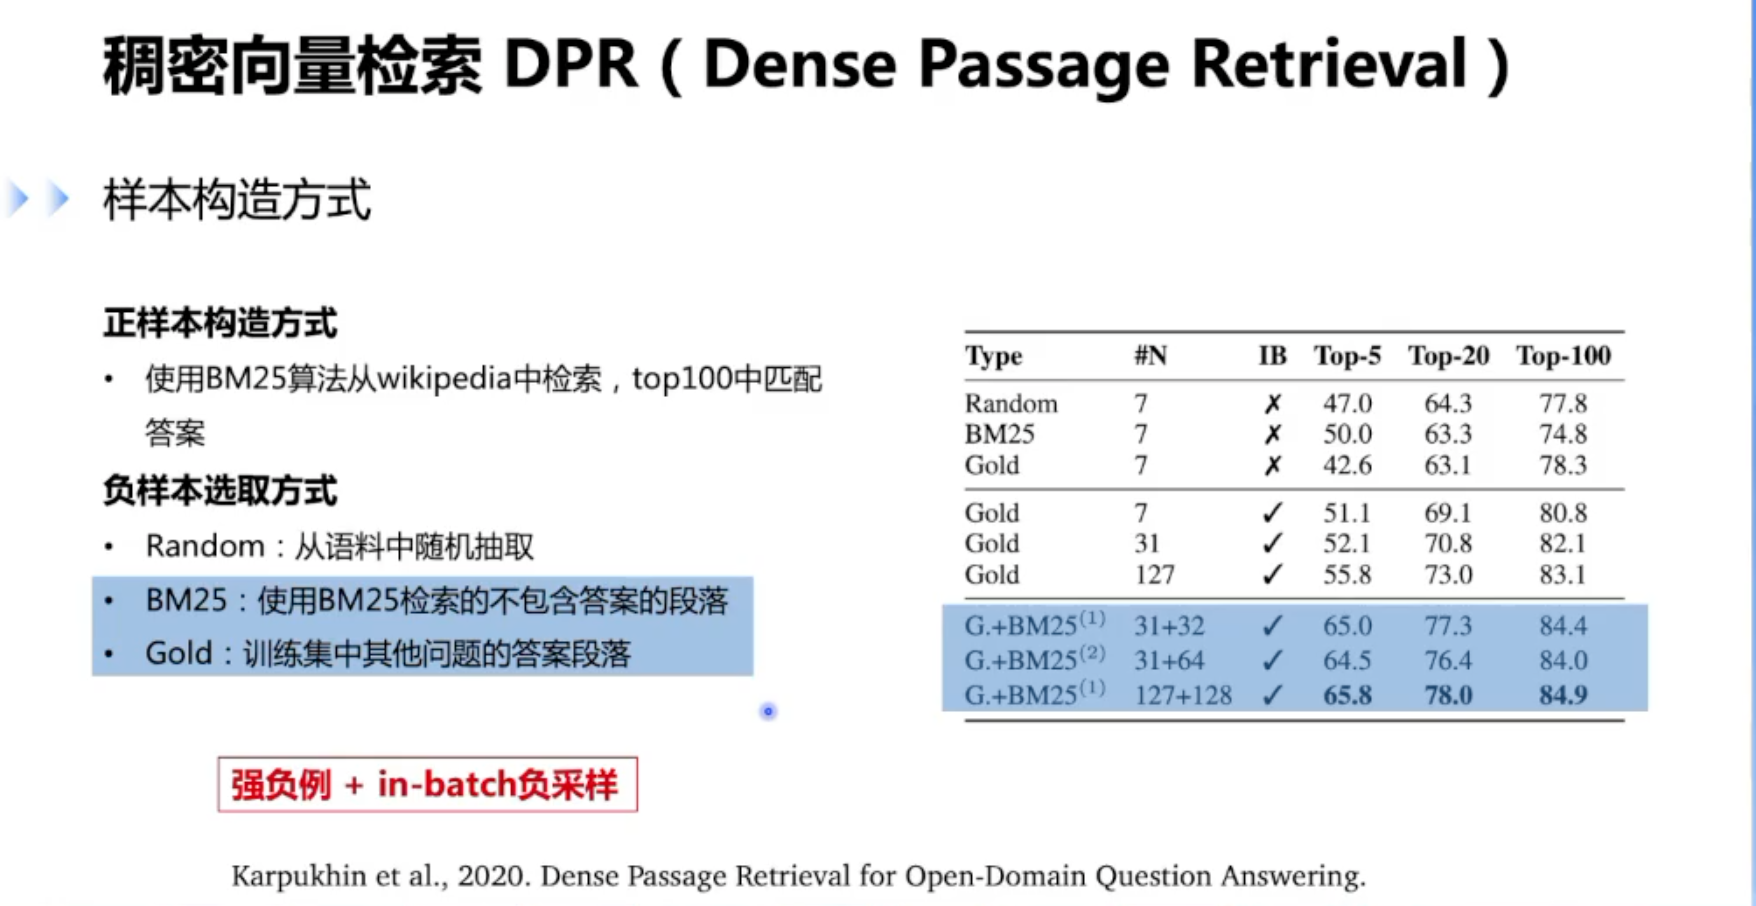 稠密向量检索 DPR（Dense Passage Retrieval）
样本构造方式
正样本构造方式
• 使用BM25算法从wikipedia中检索，top100中匹配
答案
负样本选取方式
• Random：从语料中随机抽取
• BM25：使用BM25检索的不包含答案的段落
• Gold：训练集中其他问题的答案段落
强负例 + in-batch负采样
Type #N IB Top-5 Top-20 Top-100
Random 7 ✗ 47.0 64.3 77.8
BM25 7 ✗ 50.0 63.3 74.8
Gold 7 ✗ 42.6 63.1 78.3
Gold 7 ✓ 51.1 69.1 80.8
Gold 31 ✓ 52.1 70.8 82.1
Gold 127 ✓ 55.8 73.0 83.1
G.+BM25(1) 31+32 ✓ 65.0 77.3 84.4
G.+BM25(2) 31+64 ✓ 64.5 76.4 84.0
G.+BM25(1) 127+128 ✓ 65.8 78.0 84.9
Karpukhin et al., 2020. Dense Passage Retrieval for Open-Domain Question Answering.